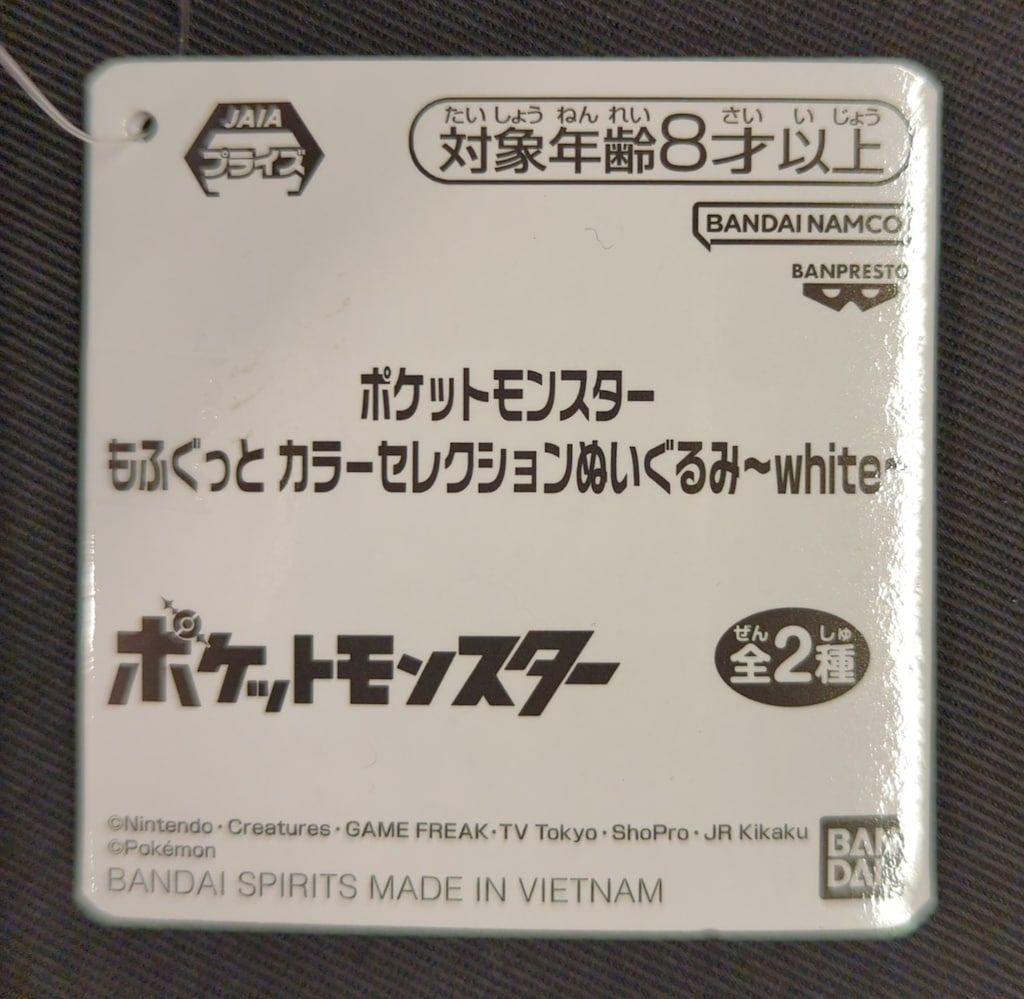 JAIA
プライズ
たいしょうねんれい さいいじょう
対象年齢8才以上
BANDAI NAMCO
BANPRESTO
ポケットモンスター
もふぐっと カラーセレクションぬいぐるみ~white~
ポケットモンスター
ぜん しゅ
全2種
©Nintendo・Creatures・GAME FREAK・TV Tokyo・ShoPro・JR Kikaku
©Pokémon
BANDAI SPIRITS MADE IN VIETNAM
BAN
DAI